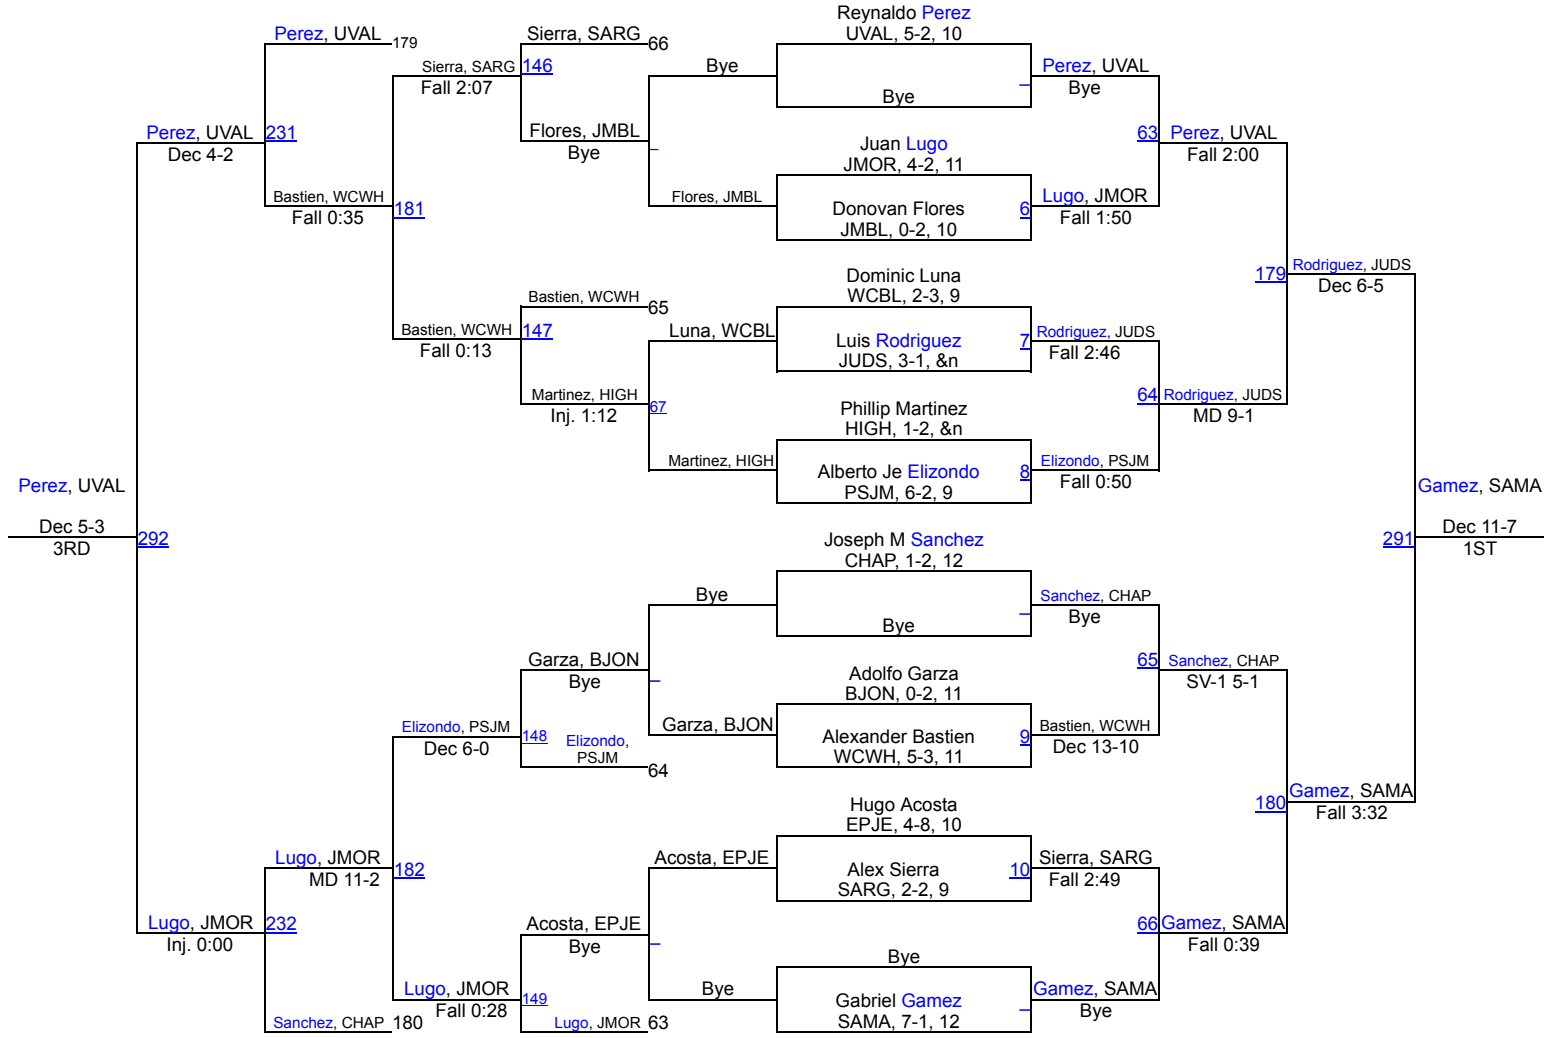 Reynaldo Perez
UVAL, 5-2, 10
Bye
Juan Lugo
JMOR, 4-2, 11
Donovan Flores
JMBL, 0-2, 10
6
Dominic Luna
WCBL, 2-3, 9
Luis Rodriguez
JUDS, 3-1, &n
7
Phillip Martinez
HIGH, 1-2, &n
Alberto Je Elizondo
PSJM, 6-2, 9
8
Joseph M Sanchez
CHAP, 1-2, 12
Bye
Adolfo Garza
BJON, 0-2, 11
Alexander Bastien
WCWH, 5-3, 11
9
Hugo Acosta
EPJE, 4-8, 10
Alex Sierra
SARG, 2-2, 9
10
Bye
Gabriel Gamez
SAMA, 7-1, 12
Perez, UVAL
Bye
63
Lugo, JMOR
Fall 1:50
Rodriguez, JUDS
Fall 2:46
64
Elizondo, PSJM
Fall 0:50
Sanchez, CHAP
Bye
65
Bastien, WCWH
Dec 13-10
Sierra, SARG
Fall 2:49
66
Gamez, SAMA
Bye
Perez, UVAL
Fall 2:00
179
Rodriguez, JUDS
MD 9-1
Sanchez, CHAP
SV-1 5-1
180
Gamez, SAMA
Fall 0:39
Rodriguez, JUDS
Dec 6-5
291
Gamez, SAMA
Fall 3:32
Gamez, SAMA
Dec 11-7
1ST
Bye
Flores, JMBL
Luna, WCBL
67
Martinez, HIGH
Bye
Garza, BJON
Acosta, EPJE
Bye
Sierra, SARG
66
146
Flores, JMBL
Bye
Bastien, WCWH
65
147
Martinez, HIGH
Inj. 1:12
Garza, BJON
Bye
148
Elizondo,
PSJM
64
Acosta, EPJE
Bye
149
Lugo, JMOR
63
Sierra, SARG
Fall 2:07
181
Bastien, WCWH
Fall 0:13
Elizondo, PSJM
Dec 6-0
182
Lugo, JMOR
Fall 0:28
Perez, UVAL
179
231
Bastien, WCWH
Fall 0:35
Lugo, JMOR
MD 11-2
232
Sanchez, CHAP
180
Perez, UVAL
Dec 4-2
292
Lugo, JMOR
Inj. 0:00
Perez, UVAL
Dec 5-3
3RD